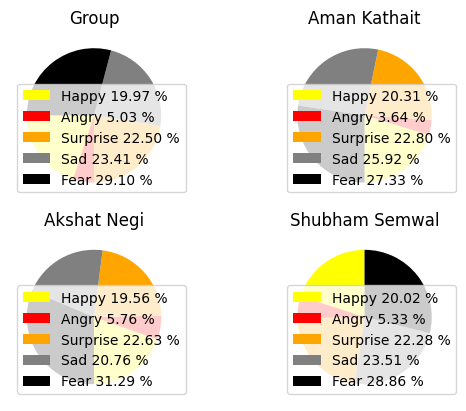 Group
Happy 19.97 %
Angry 5.03 %
Surprise 22.50 %
Sad 23.41 %
Fear 29.10 %
Aman Kathait
Happy 20.31 %
Angry 3.64 %
Surprise 22.80 %
Sad 25.92 %
Fear 27.33 %
Akshat Negi
Happy 19.56 %
Angry 5.76 %
Surprise 22.63 %
Sad 20.76 %
Fear 31.29 %
Shubham Semwal
Happy 20.02 %
Angry 5.33 %
Surprise 22.28 %
Sad 23.51 %
Fear 28.86 %